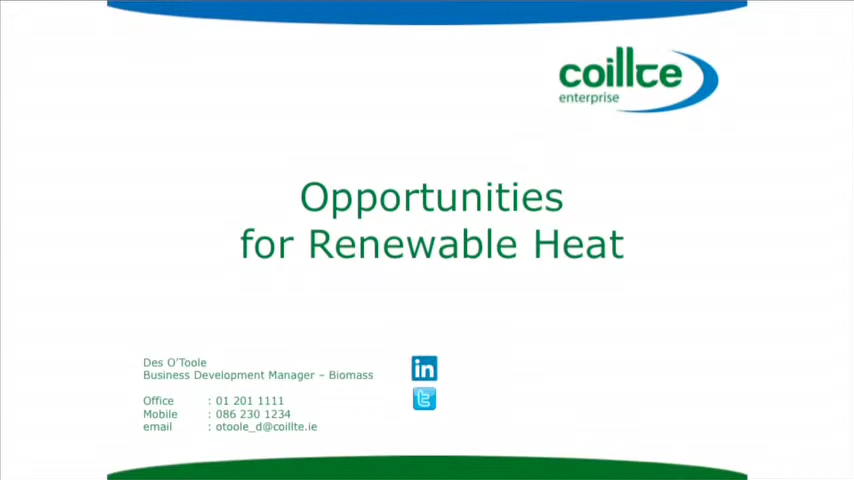 coillte
enterprise
Opportunities
for Renewable Heat
Des O'Toole
Business Development Manager – Biomass
Office : 01 201 1111
Mobile : 086 230 1234
email : otoole_d@coillte.ie
in
t